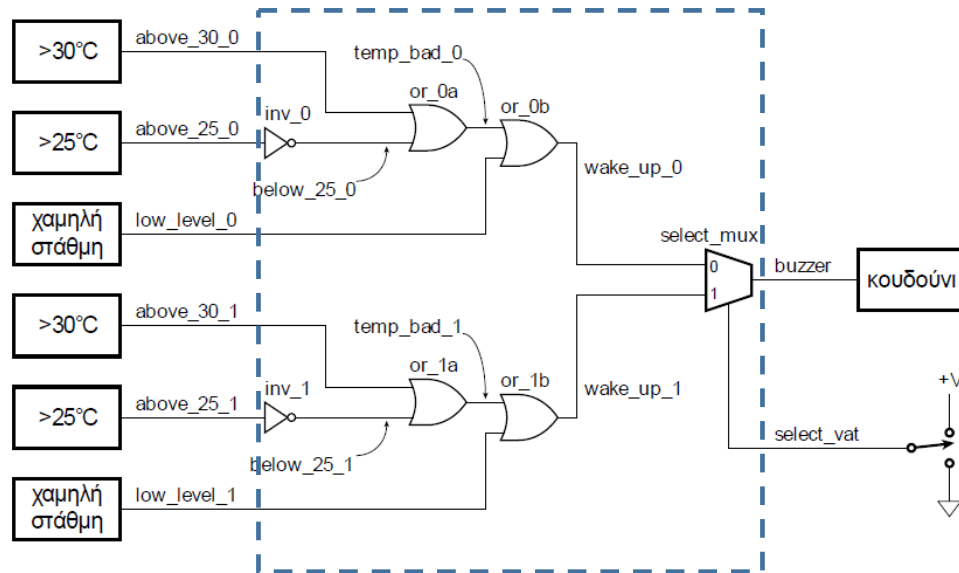 >30°C
above_30_0
temp_bad_0
or_0a
or_0b
inv_0
>25°C
above_25_0
below_25_0
wake_up_0
χαμηλή
στάθμη
low_level_0
select_mux
0
1
buzzer
κουδούνι
>30°C
above_30_1
temp_bad_1
or_1a
or_1b
inv_1
>25°C
above_25_1
below_25_1
wake_up_1
+V
select_vat
χαμηλή
στάθμη
low_level_1